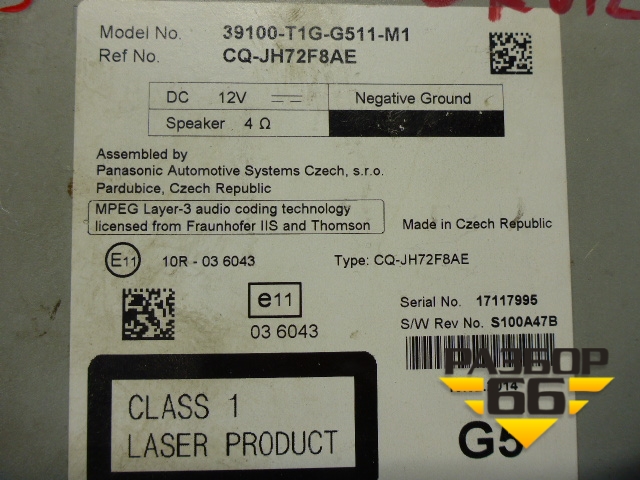 Model No. 39100-T1G-G511-M1
Ref No. CQ-JH72F8AE
DC 12V Negative Ground
Speaker 4 Ω
Assembled by
Panasonic Automotive Systems Czech, s.r.o.
Pardubice, Czech Republic
MPEG Layer-3 audio coding technology
licensed from Fraunhofer IIS and Thomson
Made in Czech Republic
E11 10R - 03 6043 Type: CQ-JH72F8AE
e11
03 6043
Serial No. 17117995
S/W Rev No. S100A47B
РАЗБОР
66
2014
G5
CLASS 1
LASER PRODUCT